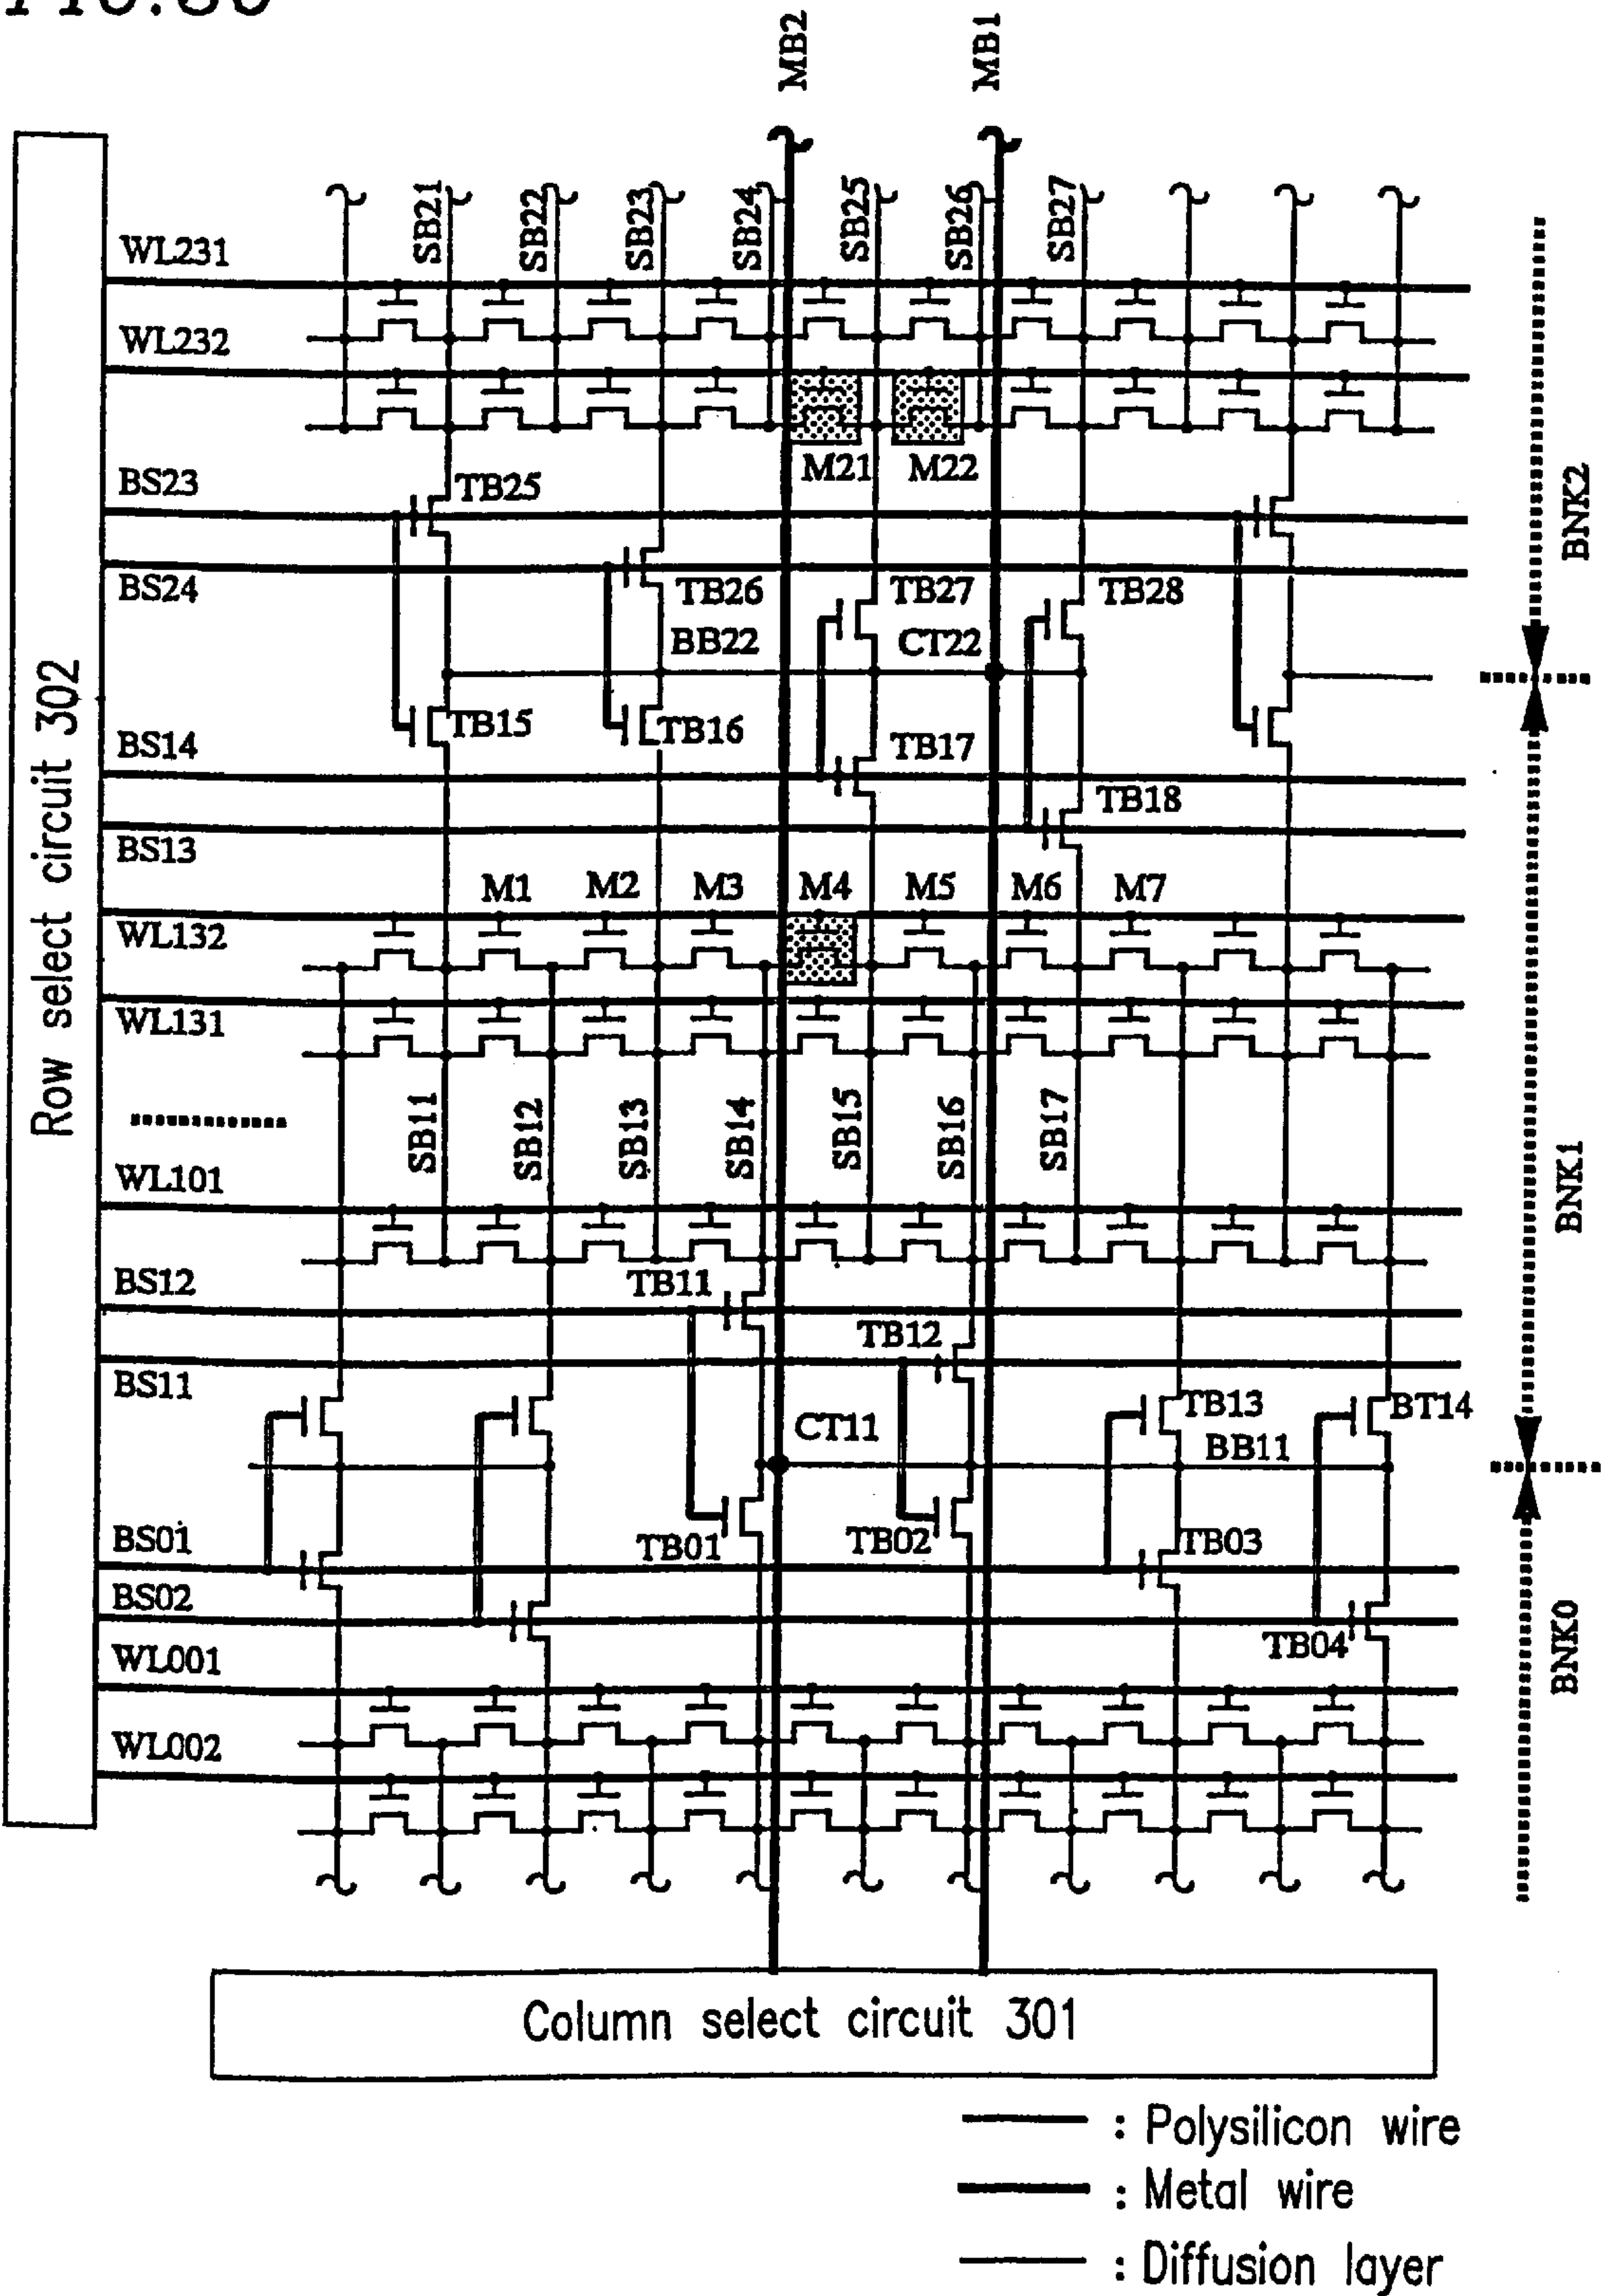 MB2 MB1
SB21 SB22 SB23 SB24 SB25 SB26 SB27
WL231
WL232
M21 M22
BS23 TB25
BS24 TB26 TB27 TB28
BB22 CT22
TB15 TB16
BS14 TB17
TB18
BS13
M1 M2 M3 M4 M5 M6 M7
WL132
WL131
SB11 SB12 SB13 SB14 SB15 SB16 SB17
WL101
BS12 TB11
TB12
BS11
TB13 BT14
CT11 BB11
BS01 TB01 TB02 TB03
BS02
TB04
WL001
WL002
Row select circuit 302
BNK2
BNK1
BNK0
Column select circuit 301
: Polysilicon wire
: Metal wire
: Diffusion layer